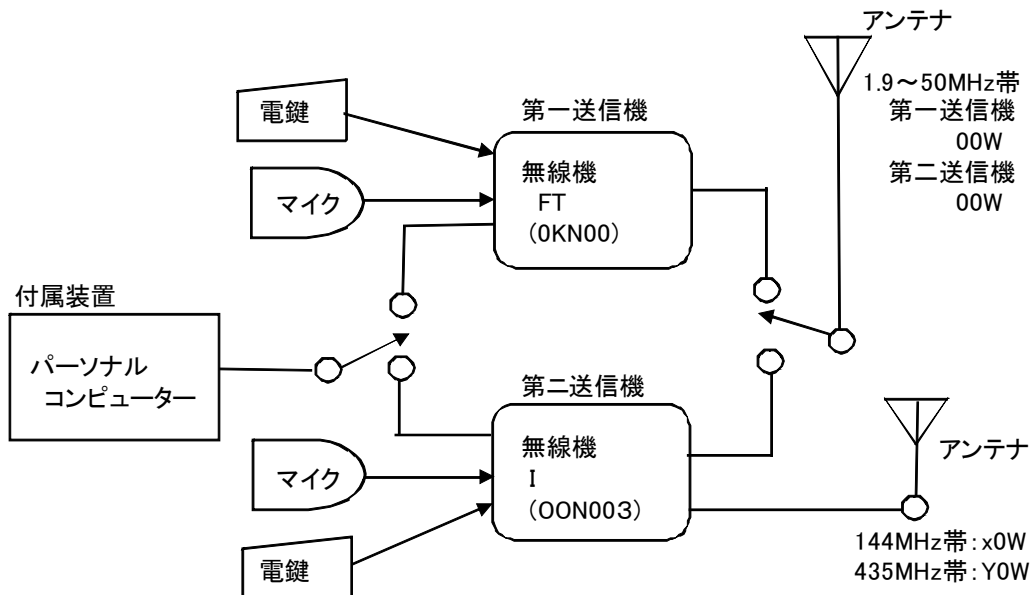 アンテナ
1.9～50MHz帯
第一送信機
00W
第二送信機
00W
電鍵
マイク
第一送信機
無線機
FT
(0KN00)
付属装置
パーソナル
コンピューター
第二送信機
無線機
I
(OON003)
マイク
電鍵
アンテナ
144MHz帯：x0W
435MHz帯：Y0W